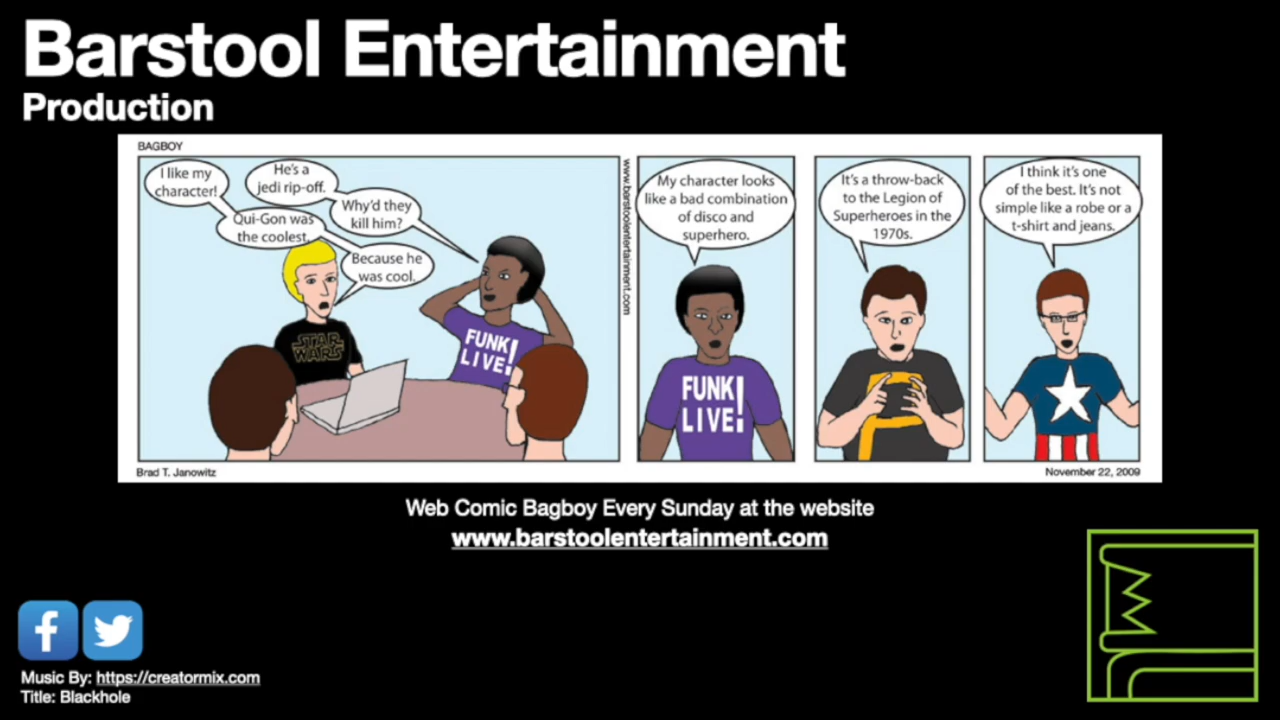 Barstool Entertainment
Production
BAGBOY
I like my
character!
He's a
jedi rip-off.
Qui-Gon was
the coolest.
Why'd they
kill him?
Because he
was cool.
STAR
WARS
FUNK
LIVE!
www.barstoolentertainment.com
My character looks
like a bad combination
of disco and
superhero.
FUNK
LIVE!
It's a throw-back
to the Legion of
Superheroes in the
1970s.
I think it's one
of the best. It's not
simple like a robe or a
t-shirt and jeans.
Brad T. Janowitz
November 22, 2009
Web Comic Bagboy Every Sunday at the website
www.barstoolentertainment.com
Music By: https://creatormix.com
Title: Blackhole